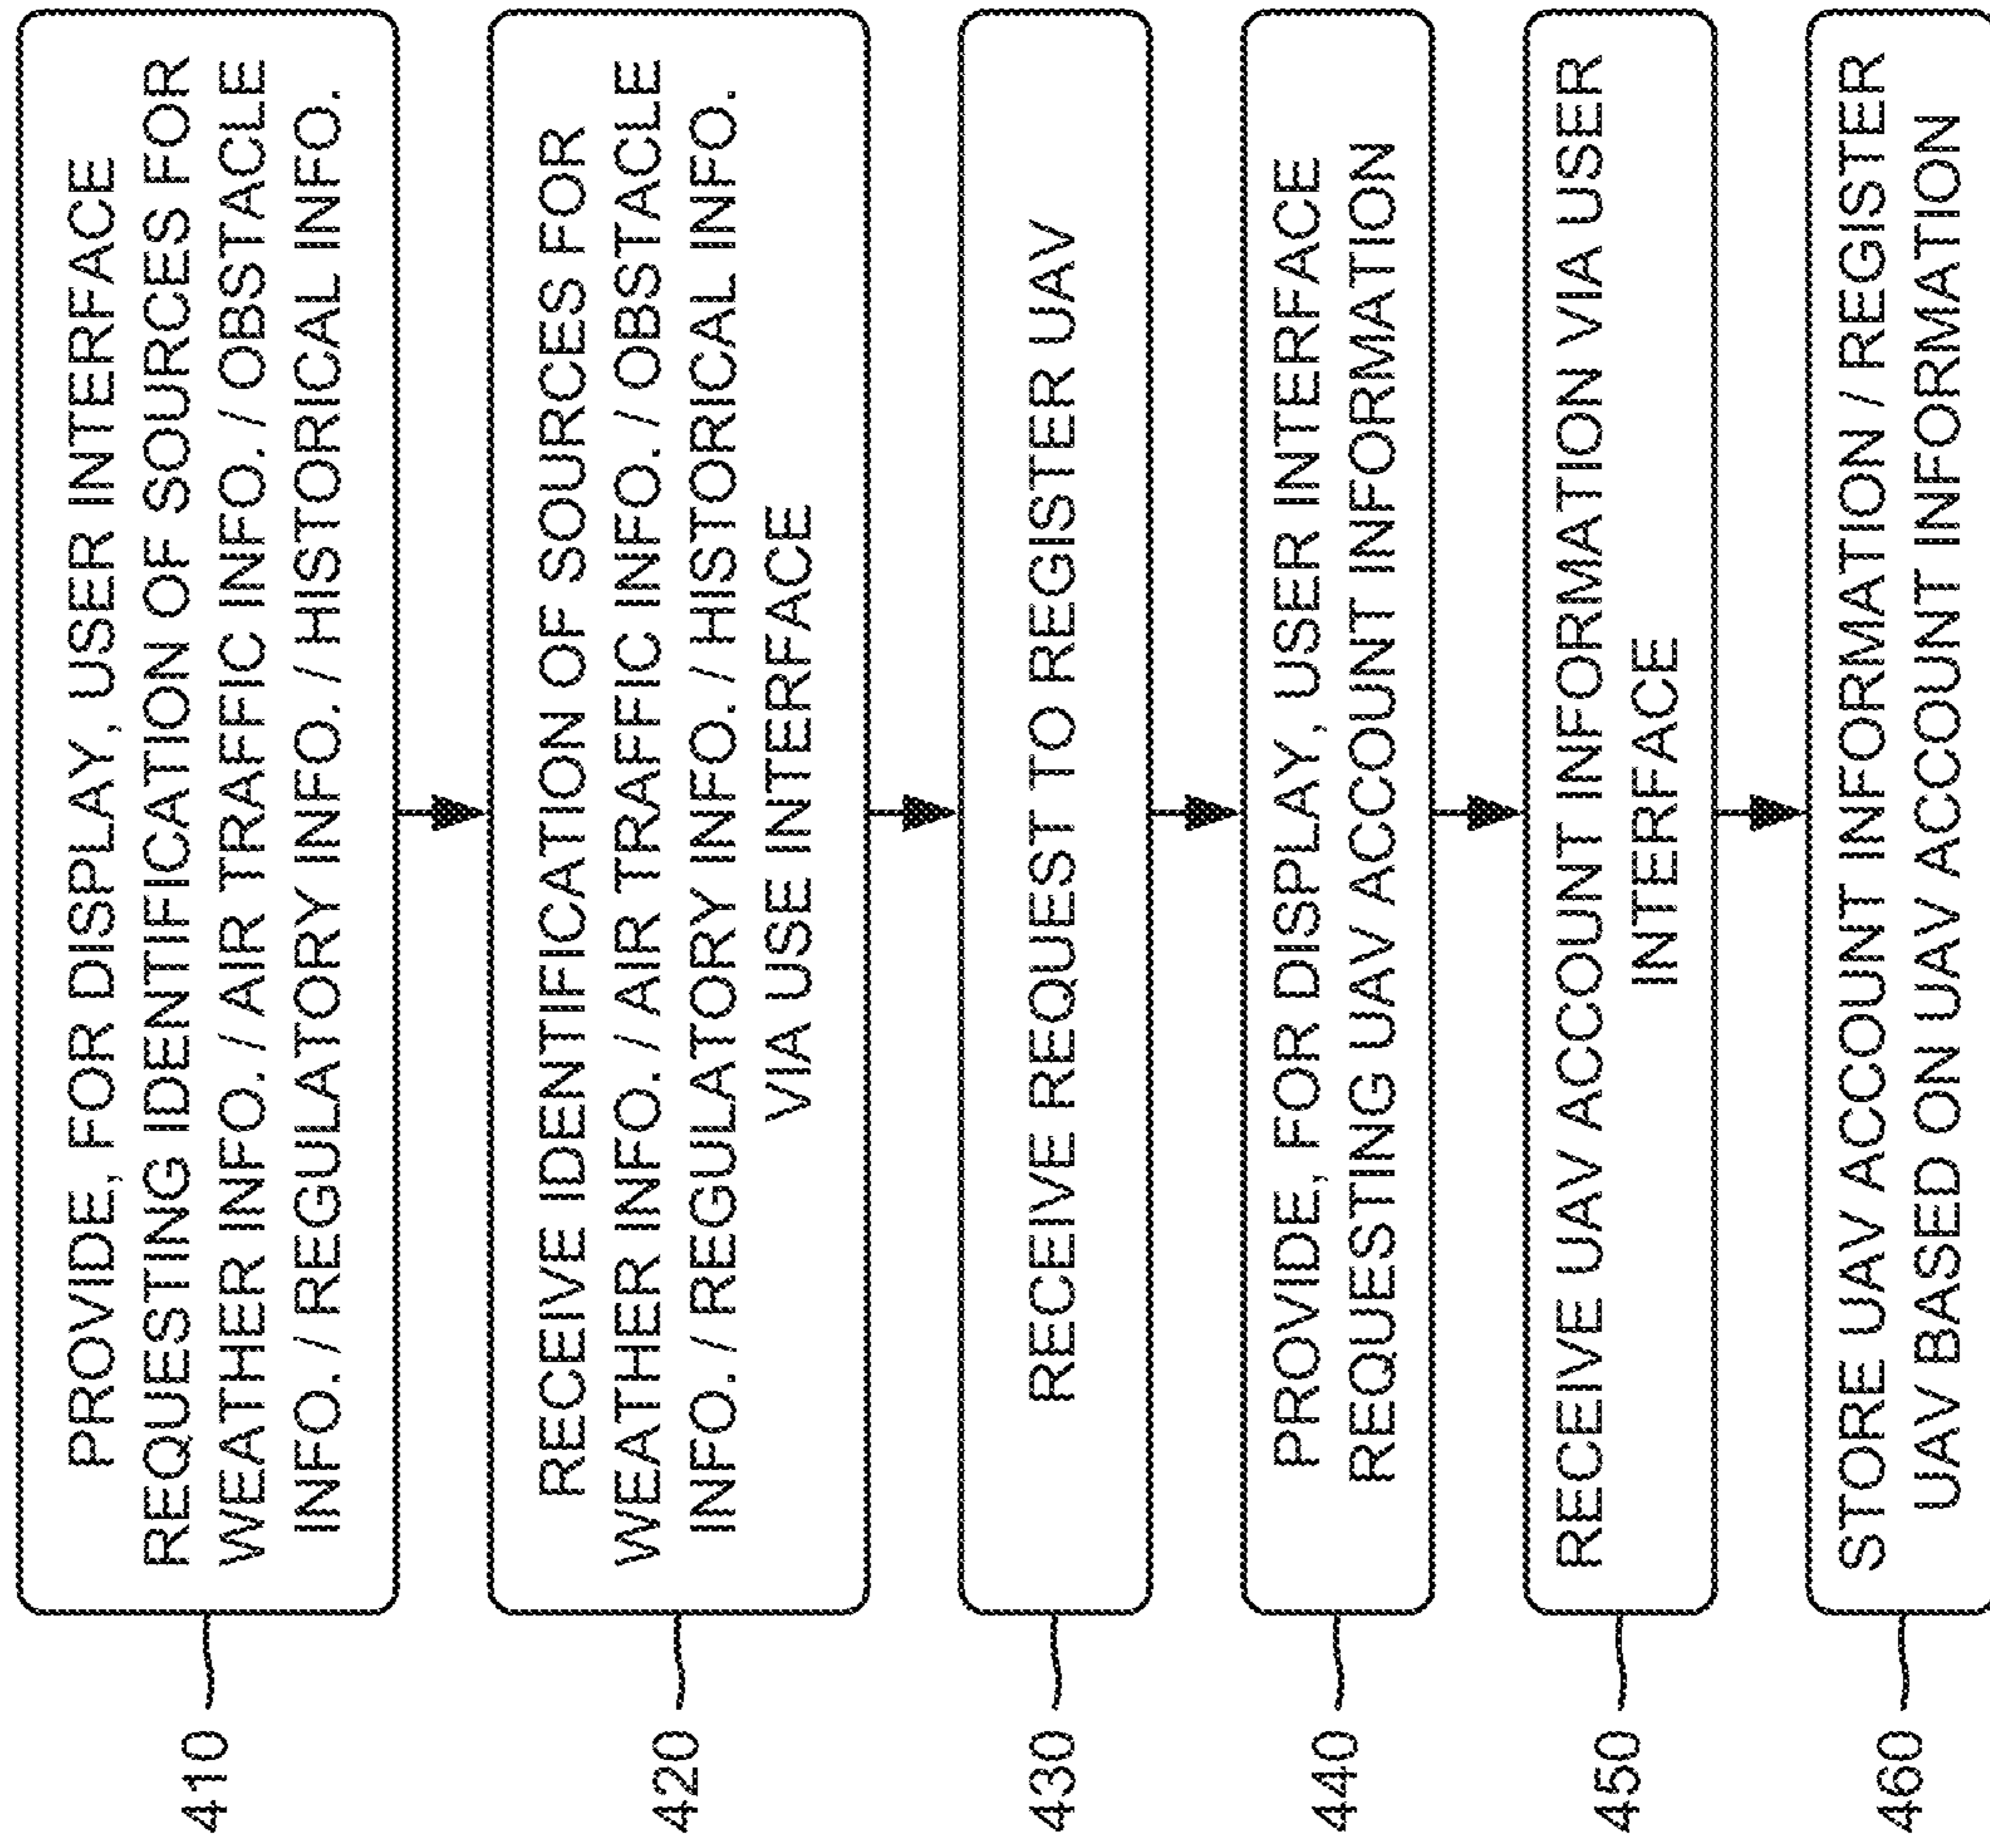 410
PROVIDE, FOR DISPLAY, USER INTERFACE
REQUESTING IDENTIFICATION OF SOURCES FOR
WEATHER INFO. / AIR TRAFFIC INFO. / OBSTACLE
INFO. / REGULATORY INFO. / HISTORICAL INFO.
420
RECEIVE IDENTIFICATION OF SOURCES FOR
WEATHER INFO. / AIR TRAFFIC INFO. / OBSTACLE
INFO. / REGULATORY INFO. / HISTORICAL INFO.
VIA USE INTERFACE
430
RECEIVE REQUEST TO REGISTER UAV
440
PROVIDE, FOR DISPLAY, USER INTERFACE
REQUESTING UAV ACCOUNT INFORMATION
450
RECEIVE UAV ACCOUNT INFORMATION VIA USER
INTERFACE
460
STORE UAV ACCOUNT INFORMATION / REGISTER
UAV BASED ON UAV ACCOUNT INFORMATION